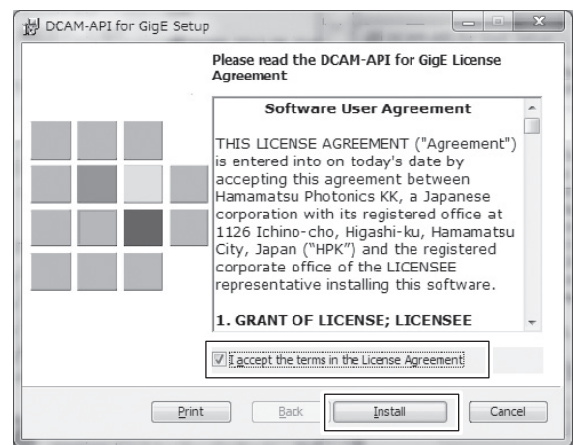 DCAM-API for GigE Setup
Please read the DCAM-API for GigE License
Agreement
Software User Agreement
THIS LICENSE AGREEMENT ("Agreement")
is entered into on today's date by
accepting this agreement between
Hamamatsu Photonics KK, a Japanese
corporation with its registered office at
1126 Ichino-cho, Higashi-ku, Hamamatsu
City, Japan (“HPK”) and the registered
corporate office of the LICENSEE
representative installing this software.
1. GRANT OF LICENSE; LICENSEE
I accept the terms in the License Agreement
Print
Back
Install
Cancel